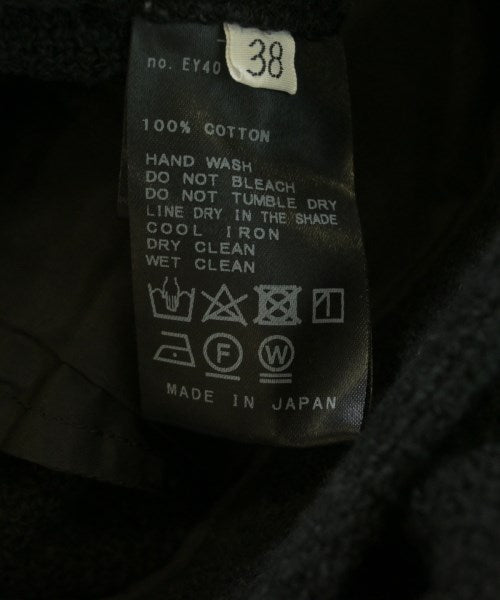 38
no. EY40
100% COTTON
HAND WASH
DO NOT BLEACH
DO NOT TUMBLE DRY
LINE DRY IN THE SHADE
COOL IRON
DRY CLEAN
WET CLEAN
F W
MADE IN JAPAN